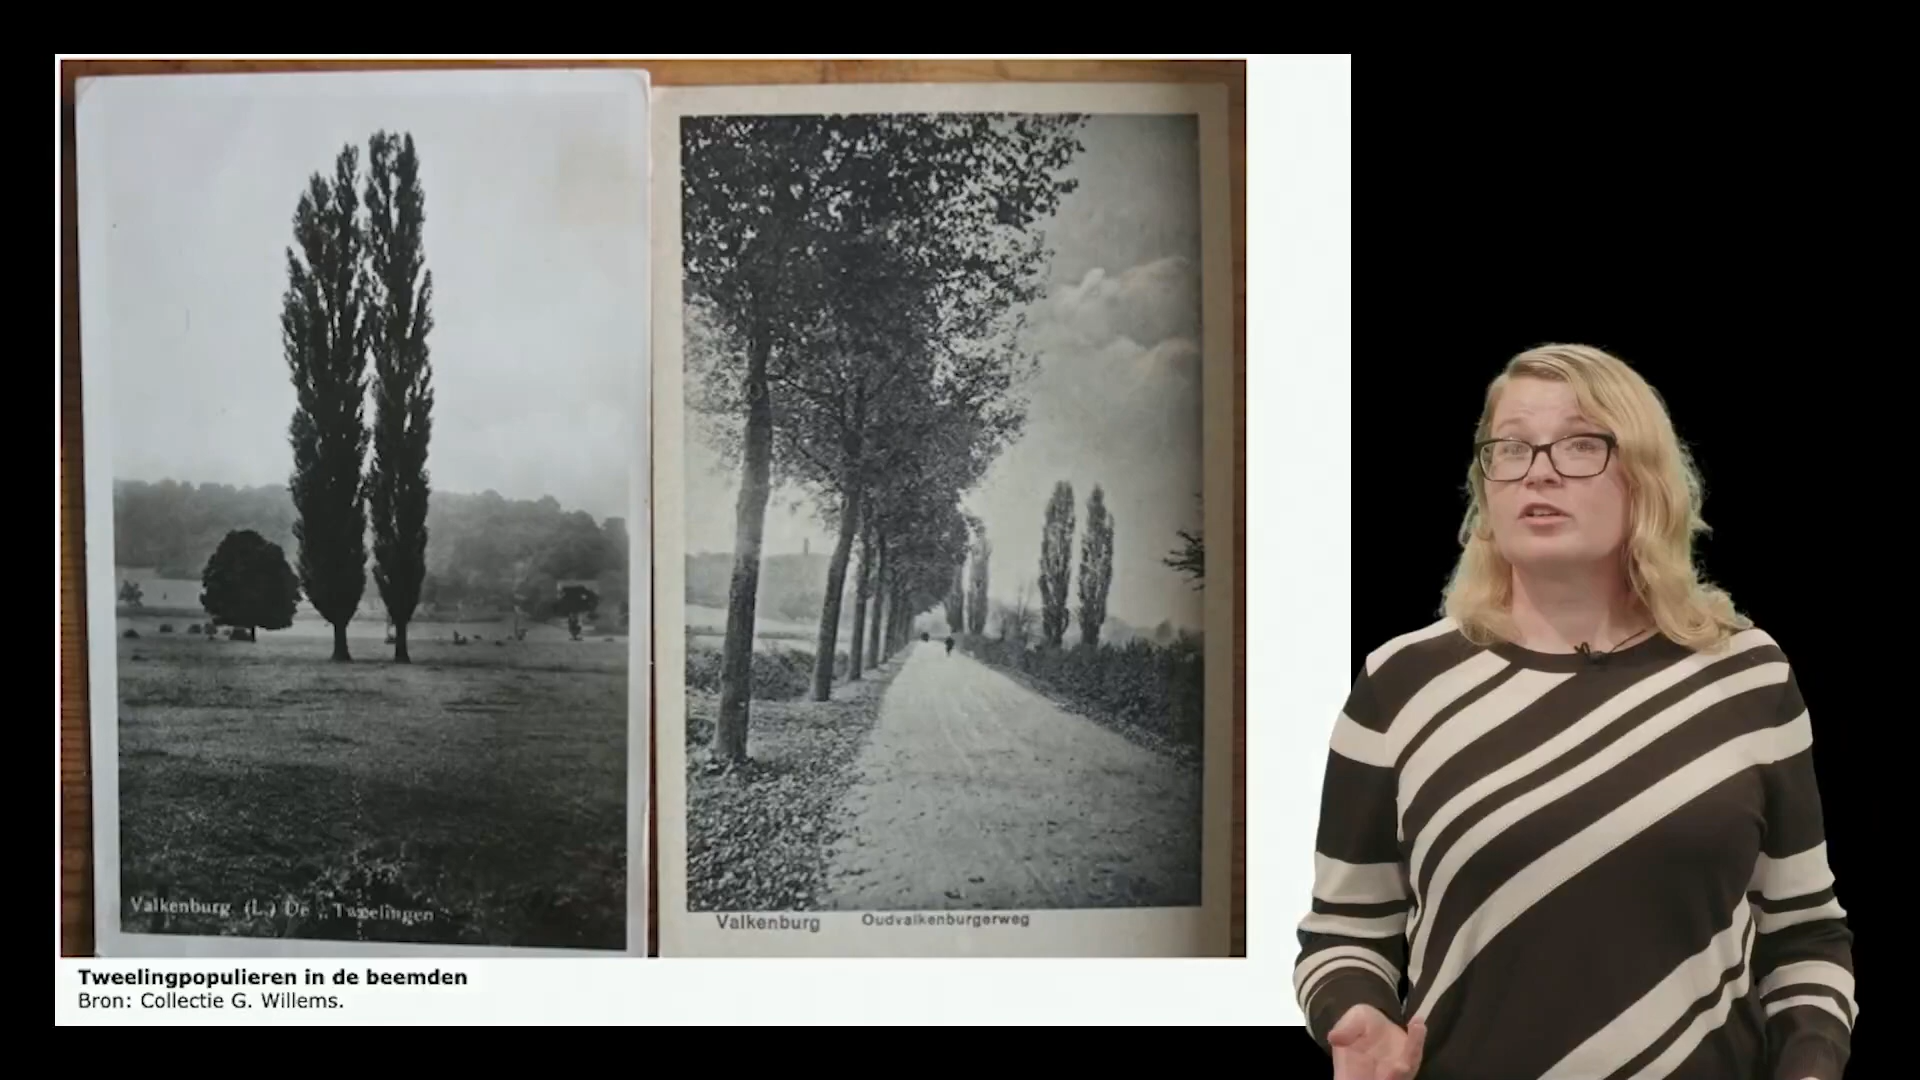 Valkenburg (L.) De „Tweelingen"
Valkenburg Oudvalkenburgerweg
Tweelingpopulieren in de beemden
Bron: Collectie G. Willems.